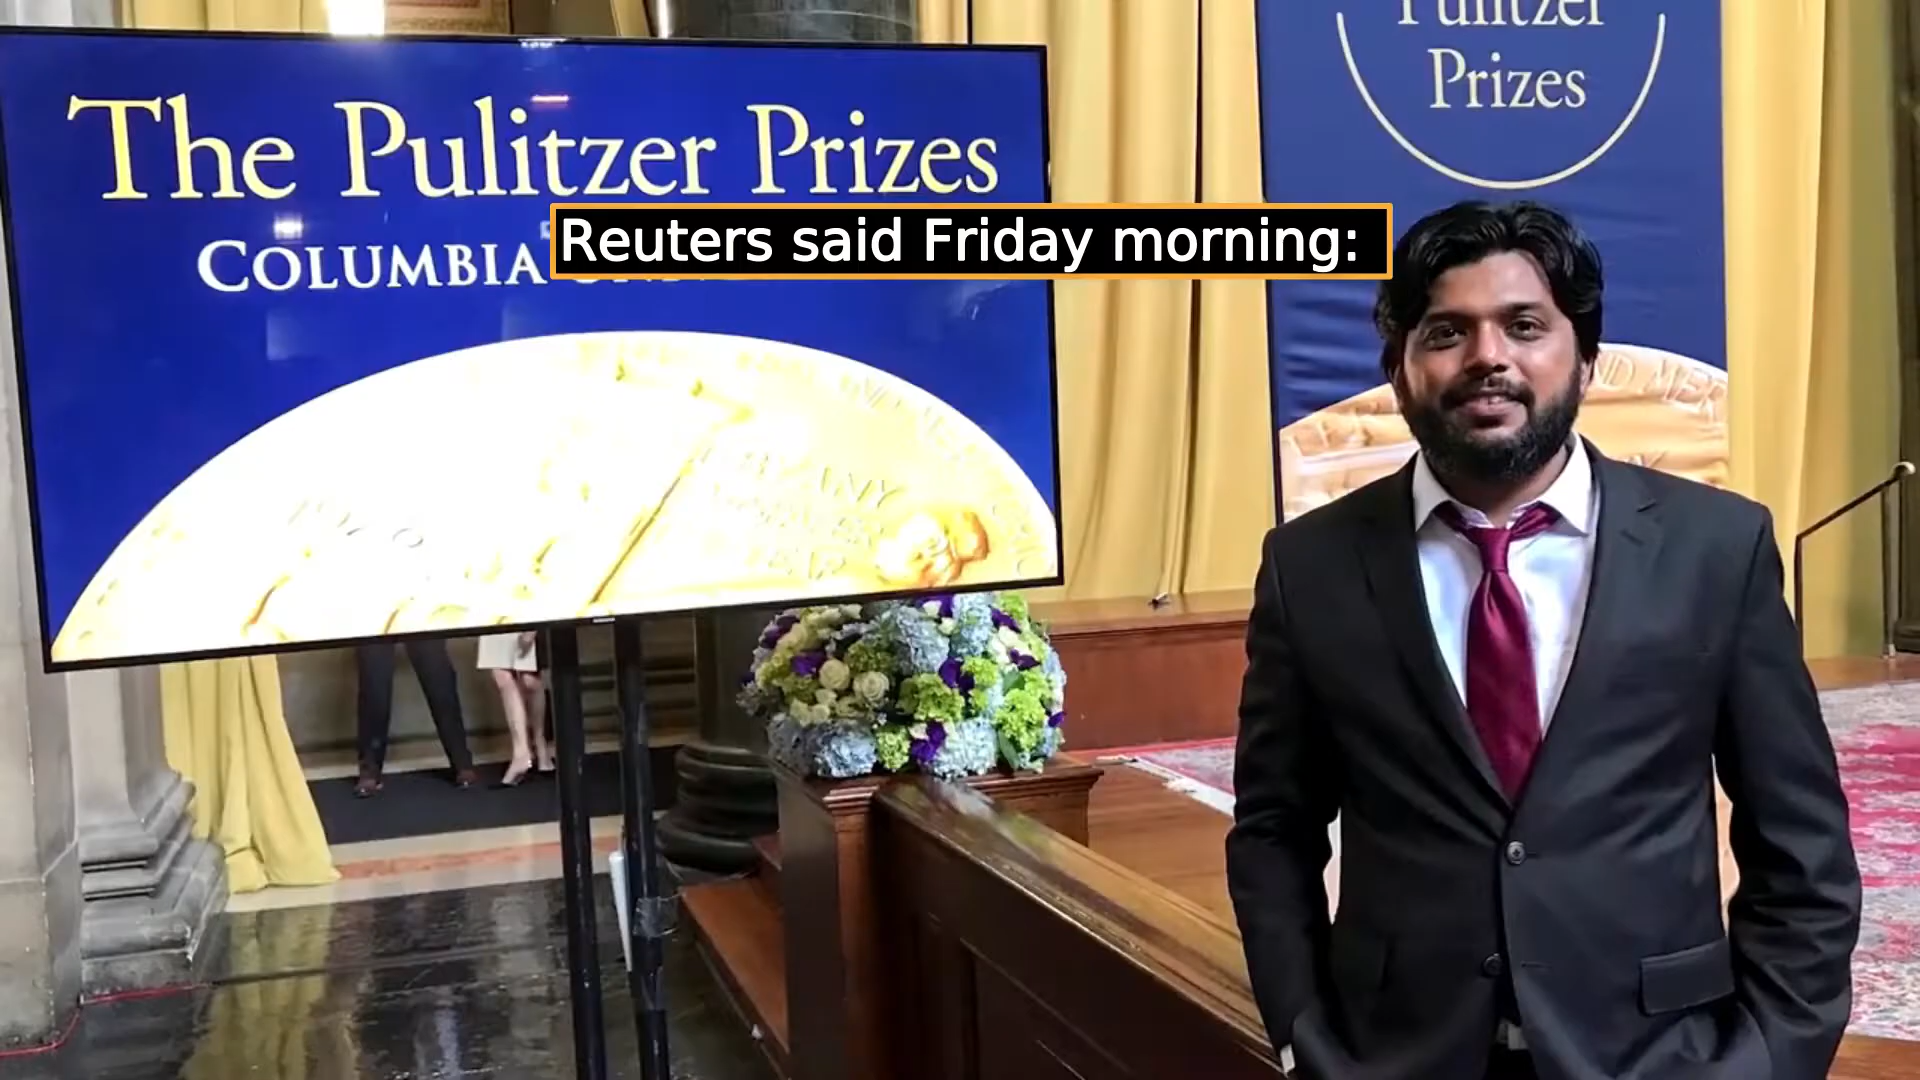 The Pulitzer Prizes
COLUMBIA
Reuters said Friday morning:
Pulitzer
Prizes